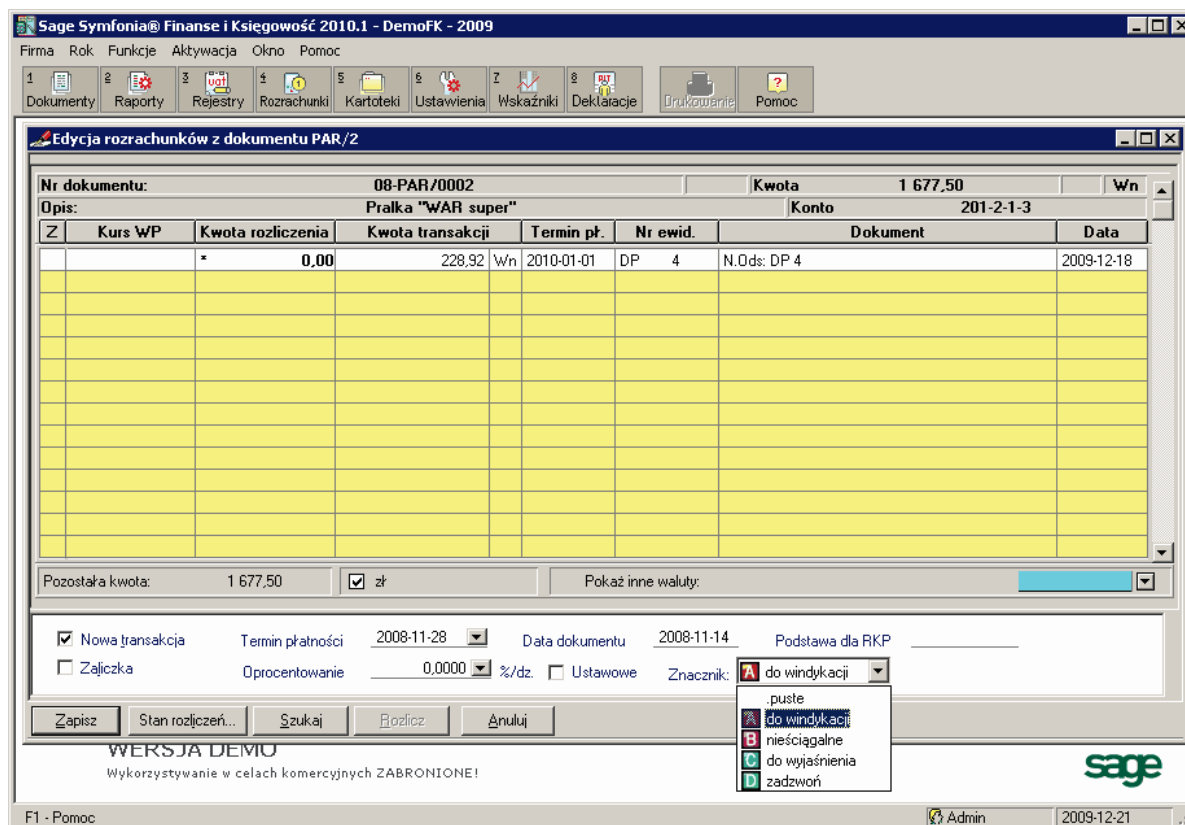 Sage Symfonia® Finanse i Księgowość 2010.1 - DemoFK - 2009
Firma Rok Funkcje Aktywacja Okno Pomoc
1 2 3 4 5 6 7 8
Dokumenty Raporty Rejestry Rozrachunki Kartoteki Ustawienia Wskaźniki Deklaracje Drukowanie Pomoc
Edycja rozrachunków z dokumentu PAR/2
Nr dokumentu: 08-PAR/0002 Kwota 1 677,50 Wn
Opis: Pralka "WAR super" Konto 201-2-1-3
Z Kurs WP Kwota rozliczenia Kwota transakcji Termin pł. Nr ewid. Dokument Data
* 0,00 228,92 Wn 2010-01-01 DP 4 N.Ods: DP 4 2009-12-18
Pozostała kwota: 1 677,50 zł Pokaż inne waluty:
Nowa transakcja Termin płatności 2008-11-28 Data dokumentu 2008-11-14 Podstawa dla RKP
Zaliczka Oprocentowanie 0,0000 %/dz. Ustawowe Znacznik: A do windykacji
.puste
A do windykacji
B nieściągalne
C do wyjaśnienia
D zadzwoń
Zapisz Stan rozliczeń... Szukaj Rozlicz Anuluj
WERSJA DEMO
Wykorzystywanie w celach komercyjnych ZABRONIONE!
sage
F1 - Pomoc Admin 2009-12-21